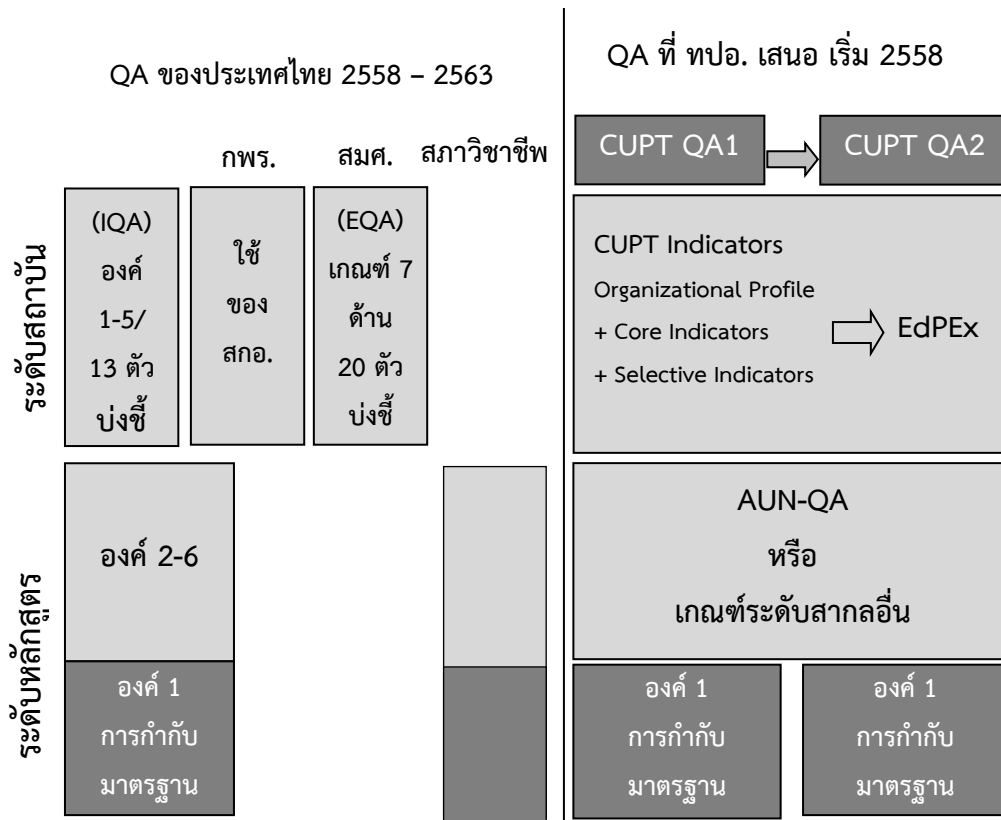 QA ของประเทศไทย 2558 – 2563
กพร.
สมศ.
สภาวิชาชีพ
ระดับสถาบัน
(IQA)
องค์
1-5/
13 ตัว
บ่งชี้
ใช้
ของ
สกอ.
(EQA)
เกณฑ์ 7
ด้าน
20 ตัว
บ่งชี้
ระดับหลักสูตร
องค์ 2-6
องค์ 1
การกำกับ
มาตรฐาน
QA ที่ ทปอ. เสนอ เริ่ม 2558
CUPT QA1
CUPT QA2
CUPT Indicators
Organizational Profile
+ Core Indicators
+ Selective Indicators
EdPEx
AUN-QA
หรือ
เกณฑ์ระดับสากลอื่น
องค์ 1
การกำกับ
มาตรฐาน
องค์ 1
การกำกับ
มาตรฐาน